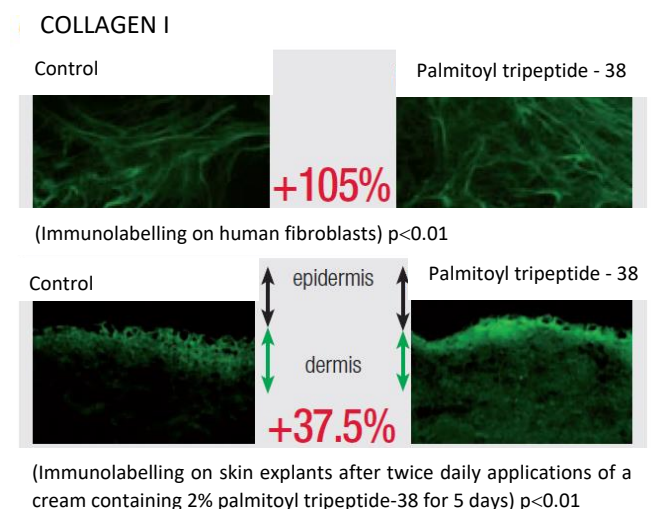 COLLAGEN I
Control
Palmitoyl tripeptide - 38
+105%
(Immunolabelling on human fibroblasts) p<0.01
Control
epidermis
Palmitoyl tripeptide - 38
dermis
+37.5%
(Immunolabelling on skin explants after twice daily applications of a
cream containing 2% palmitoyl tripeptide-38 for 5 days) p<0.01